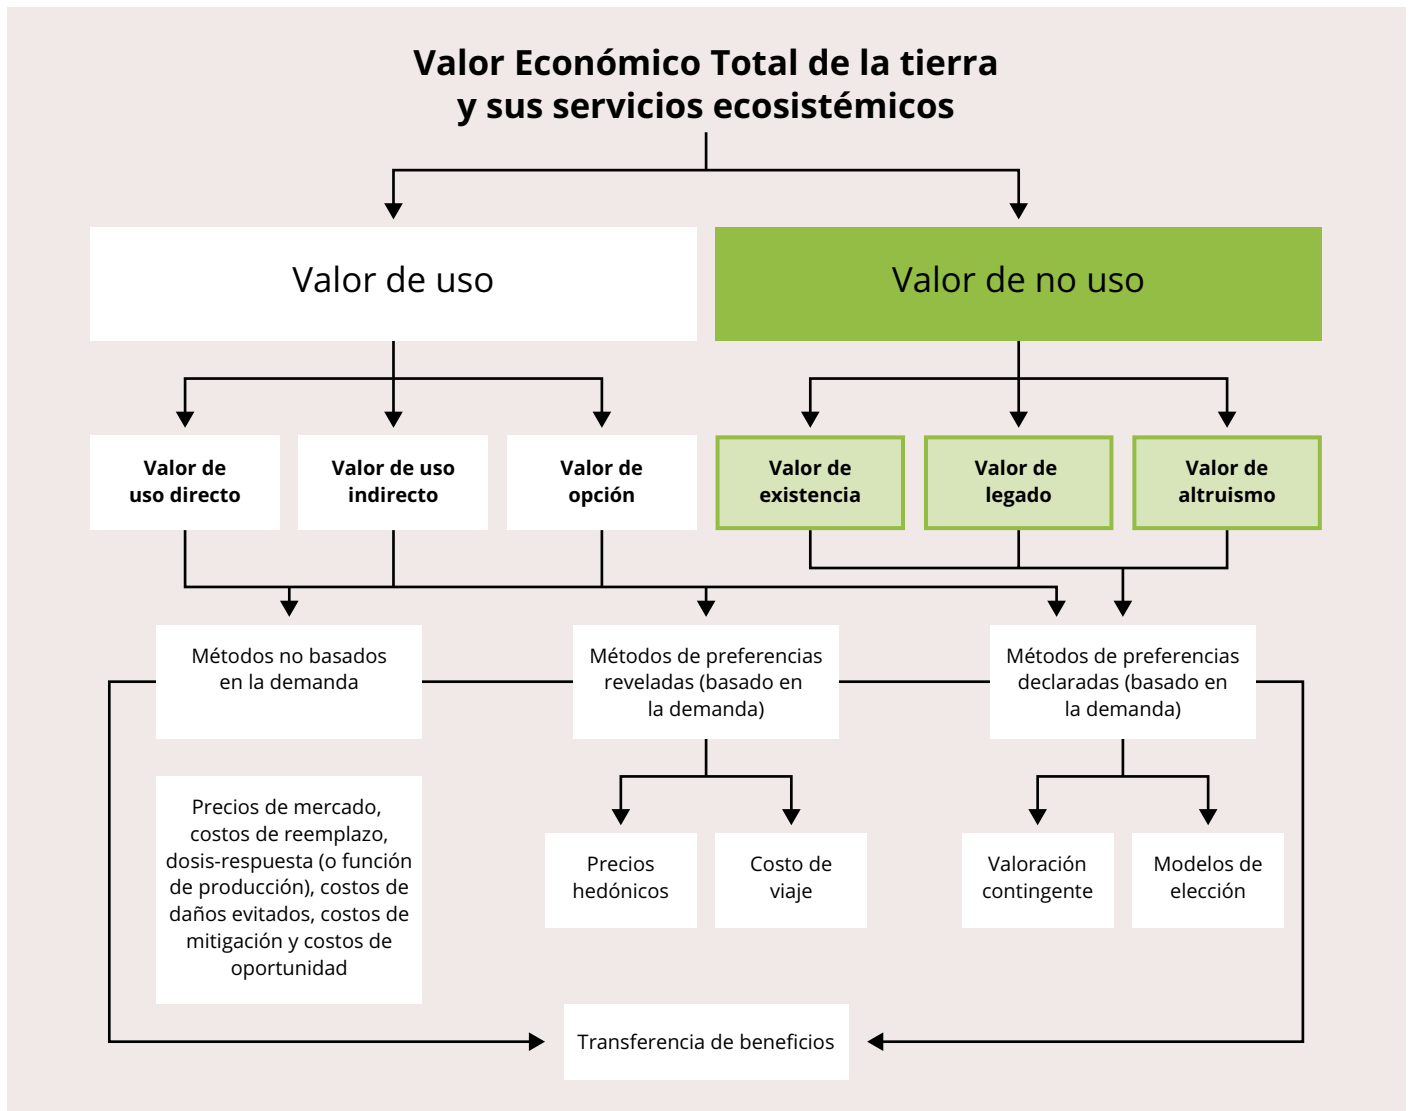 Valor Económico Total de la tierra
y sus servicios ecosistémicos
Valor de uso
Valor de no uso
Valor de
uso directo
Valor de uso
indirecto
Valor de
opción
Valor de
existencia
Valor de
legado
Valor de
altruismo
Métodos no basados
en la demanda
Métodos de preferencias
reveladas (basado en
la demanda)
Métodos de preferencias
declaradas (basado en
la demanda)
Precios de mercado,
costos de reemplazo,
dosis-respuesta (o función
de producción), costos de
daños evitados, costos de
mitigación y costos de
oportunidad
Precios
hedónicos
Costo de
viaje
Valoración
contingente
Modelos de
elección
Transferencia de beneficios